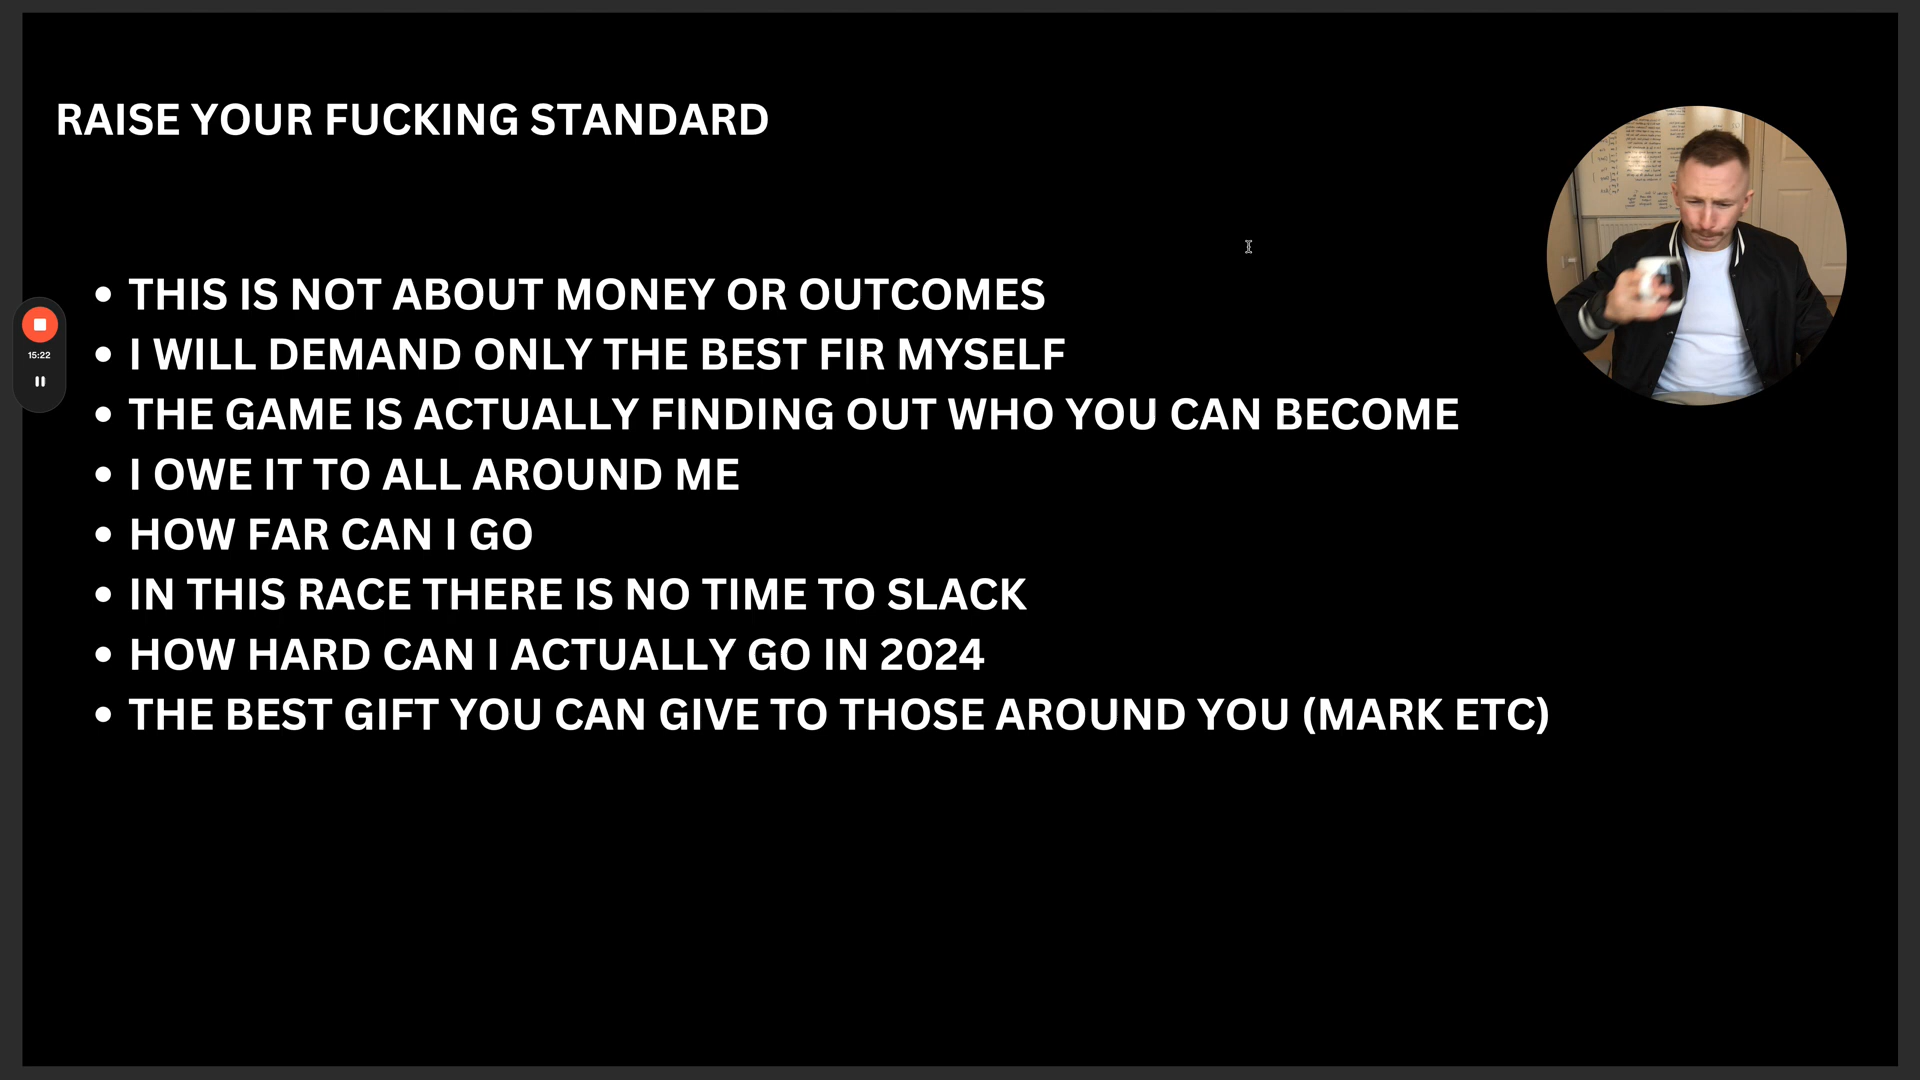 RAISE YOUR FUCKING STANDARD
THIS IS NOT ABOUT MONEY OR OUTCOMES
I WILL DEMAND ONLY THE BEST FIR MYSELF
THE GAME IS ACTUALLY FINDING OUT WHO YOU CAN BECOME
I OWE IT TO ALL AROUND ME
HOW FAR CAN I GO
IN THIS RACE THERE IS NO TIME TO SLACK
HOW HARD CAN I ACTUALLY GO IN 2024
THE BEST GIFT YOU CAN GIVE TO THOSE AROUND YOU (MARK ETC)
15:22